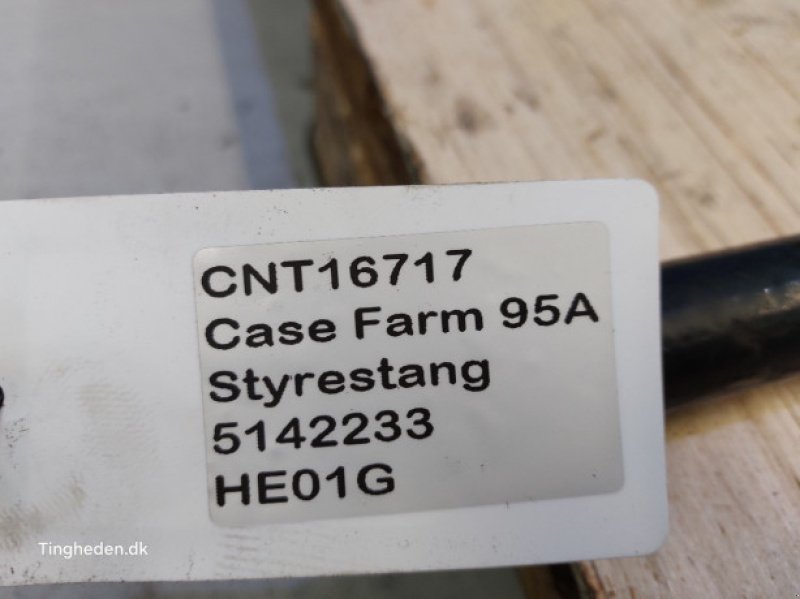 CNT16717
Case Farm 95A
Styrestang
5142233
HE01G
Tingheden.dk